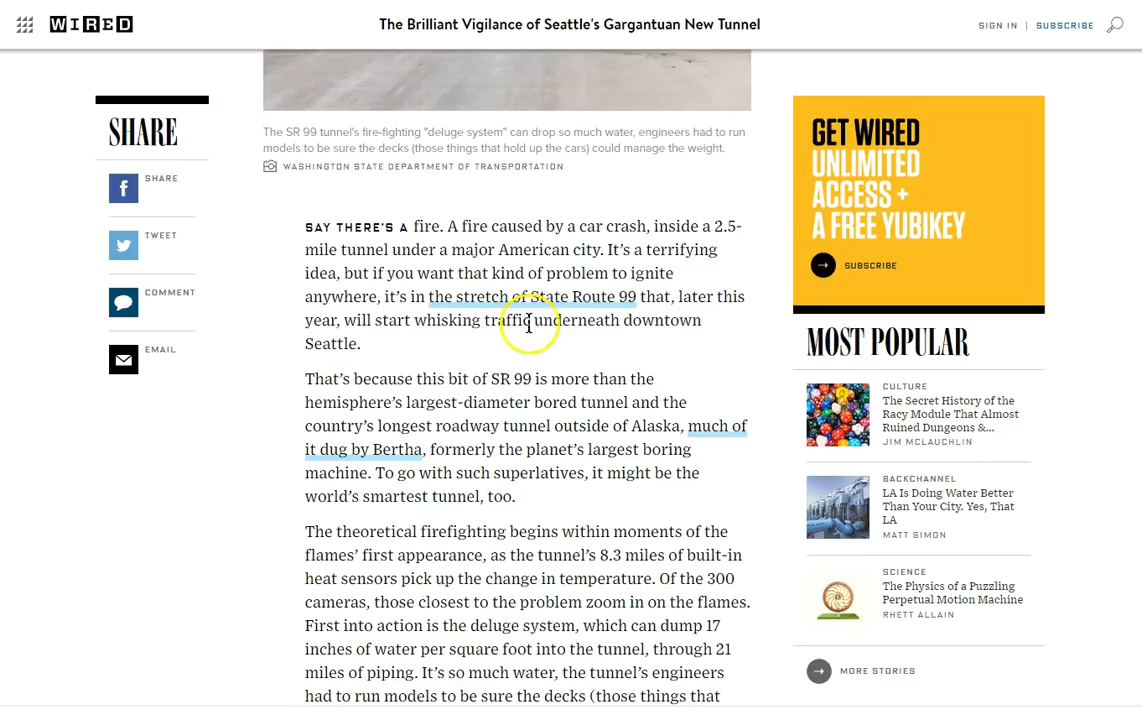 WIRED
The Brilliant Vigilance of Seattle's Gargantuan New Tunnel
SIGN IN | SUBSCRIBE
SHARE
SHARE
f
TWEET
COMMENT
EMAIL
The SR 99 tunnel's fire-fighting "deluge system" can drop so much water, engineers had to run
models to be sure the decks (those things that hold up the cars) could manage the weight.
WASHINGTON STATE DEPARTMENT OF TRANSPORTATION
SAY THERE'S A fire. A fire caused by a car crash, inside a 2.5-
mile tunnel under a major American city. It's a terrifying
idea, but if you want that kind of problem to ignite
anywhere, it's in the stretch of State Route 99 that, later this
year, will start whisking traffic underneath downtown
Seattle.
That's because this bit of SR 99 is more than the
hemisphere's largest-diameter bored tunnel and the
country's longest roadway tunnel outside of Alaska, much of
it dug by Bertha, formerly the planet's largest boring
machine. To go with such superlatives, it might be the
world's smartest tunnel, too.
The theoretical firefighting begins within moments of the
flames' first appearance, as the tunnel's 8.3 miles of built-in
heat sensors pick up the change in temperature. Of the 300
cameras, those closest to the problem zoom in on the flames.
First into action is the deluge system, which can dump 17
inches of water per square foot into the tunnel, through 21
miles of piping. It's so much water, the tunnel's engineers
had to run models to be sure the decks (those things that
GET WIRED
UNLIMITED
ACCESS +
A FREE YUBIKEY
SUBSCRIBE
MOST POPULAR
CULTURE
The Secret History of the
Racy Module That Almost
Ruined Dungeons &...
JIM MCLAUCHLIN
BACKCHANNEL
LA Is Doing Water Better
Than Your City. Yes, That
LA
MATT SIMON
SCIENCE
The Physics of a Puzzling
Perpetual Motion Machine
RHETT ALLAIN
MORE STORIES